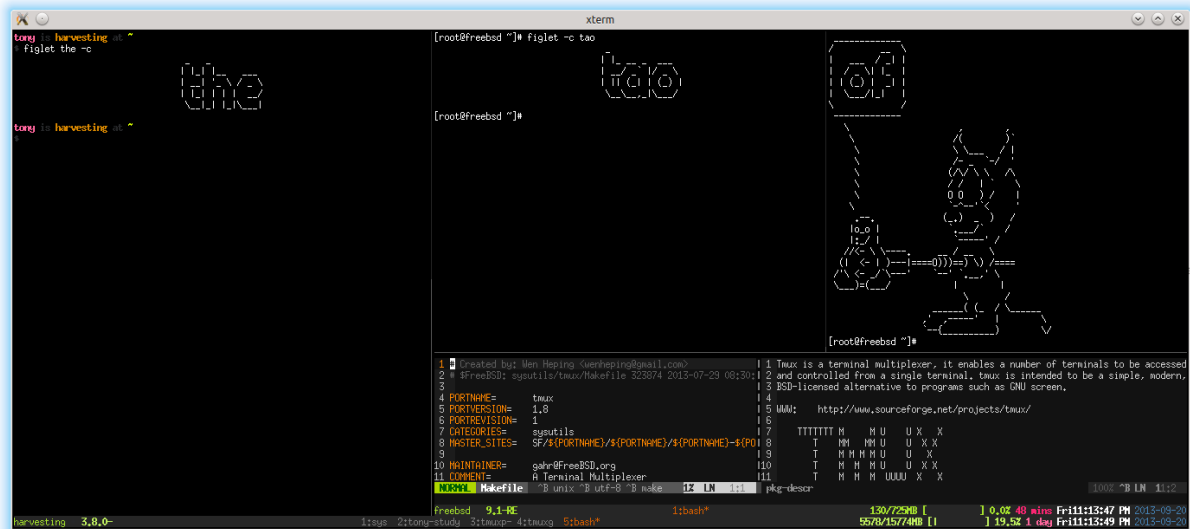 xterm
tony is harvesting at ~
$ figlet the -c
the
tony is harvesting at ~
$
[root@freebsd ~]# figlet -c tao
tao
[root@freebsd ~]#
of
[root@freebsd ~]#
1 # Created by: Wen Heping <wenheping@gmail.com>
2 # $FreeBSD: sysutils/tmux/Makefile 323874 2013-07-29 08:30:
3
4 PORTNAME= tmux
5 PORTVERSION= 1.8
6 PORTREVISION= 1
7 CATEGORIES= sysutils
8 MASTER_SITES= SF/${PORTNAME}/${PORTNAME}/${PORTNAME}-${PO
9
10 MAINTAINER= gahr@FreeBSD.org
11 COMMENT= A Terminal Multiplexer
NORMAL Makefile ^B unix ^B utf-8 ^B make 1% LN 1:1
1 Tmux is a terminal multiplexer, it enables a number of terminals to be accessed
2 and controlled from a single terminal. tmux is intended to be a simple, modern,
3 BSD-licensed alternative to programs such as GNU screen.
4
5 WWW: http://www.sourceforge.net/projects/tmux/
6
7 TTTTTTT M M U U X X
8 T MM MM U U X X
9 T M M M M U U X
10 T M M M U U X X
11 T M M UUUU X X
pkg-descr 100% ^B LN 1:2
freebsd 9.1-RE 1:bash* 130/725MB [ ] 0.0% 48 mins Fri11:13:47 PM 2013-09-20
harvesting 3.8.0- 1:sys 2:tony-study 3:tmuxp- 4:tmuxg 5:bash* 5578/15774MB [| ] 19.5% 1 day Fri11:13:49 PM 2013-09-20